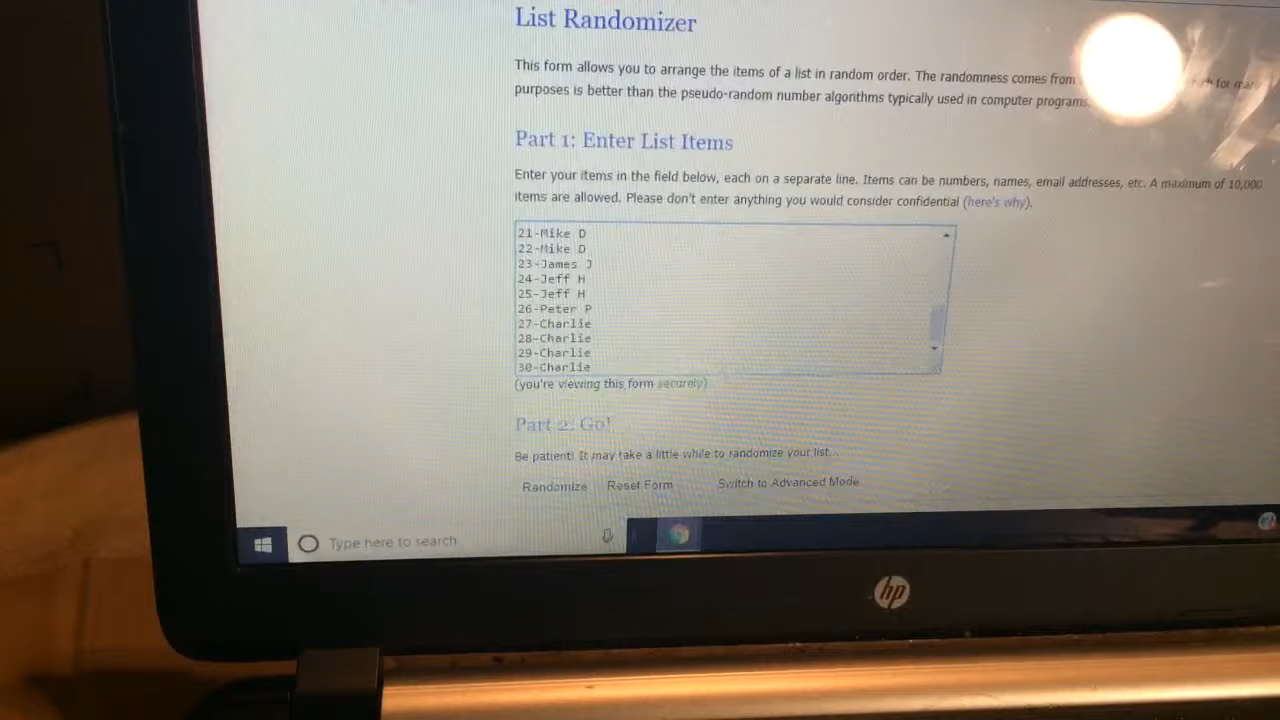 List Randomizer
This form allows you to arrange the items of a list in random order. The randomness comes from for many
purposes is better than the pseudo-random number algorithms typically used in computer programs.
Part 1: Enter List Items
Enter your items in the field below, each on a separate line. Items can be numbers, names, email addresses, etc. A maximum of 10,000
items are allowed. Please don't enter anything you would consider confidential (here's why).
21-Mike D
22-Mike D
23-James J
24-Jeff H
25-Jeff H
26-Peter P
27-Charlie
28-Charlie
29-Charlie
30-Charlie
(you're viewing this form securely)
Part 2: Go!
Be patient! It may take a little while to randomize your list...
Randomize Reset Form Switch to Advanced Mode
Type here to search
hp